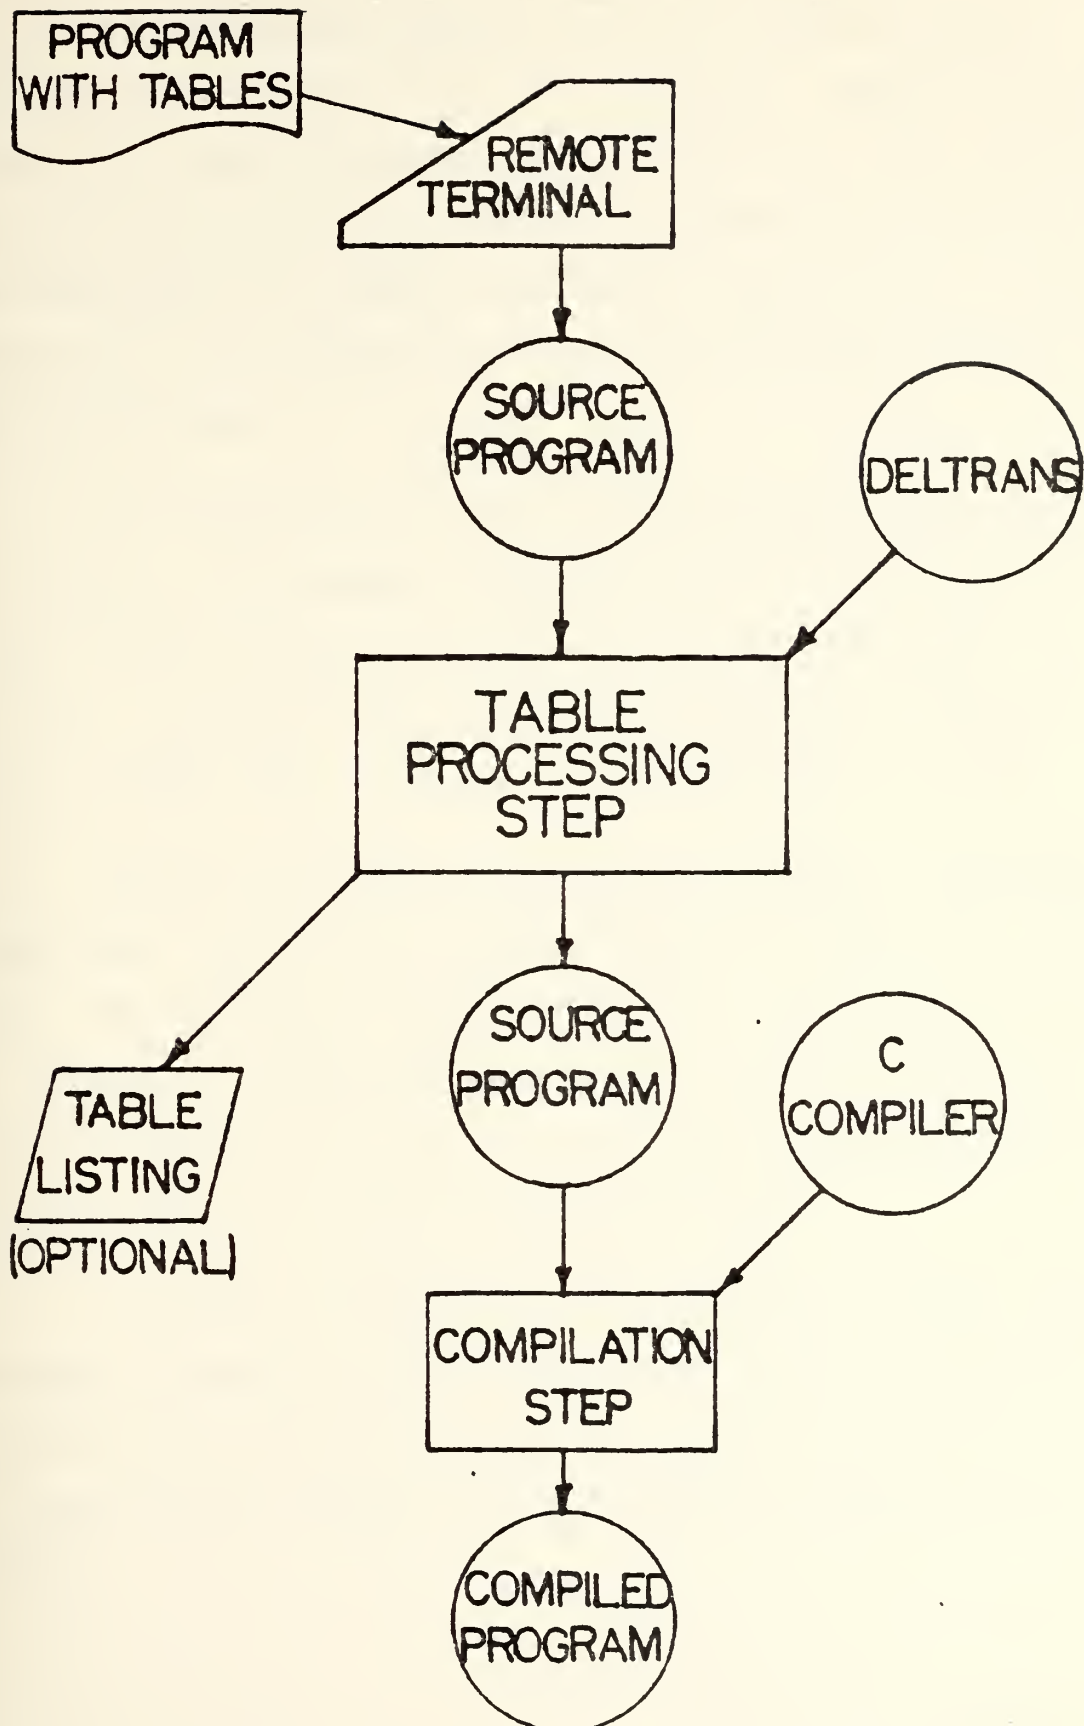 PROGRAM
WITH TABLES
REMOTE
TERMINAL
SOURCE
PROGRAM
DELTRANS
TABLE
PROCESSING
STEP
SOURCE
PROGRAM
C
COMPILER
TABLE
LISTING
(OPTIONAL)
COMPILATION
STEP
COMPILED
PROGRAM